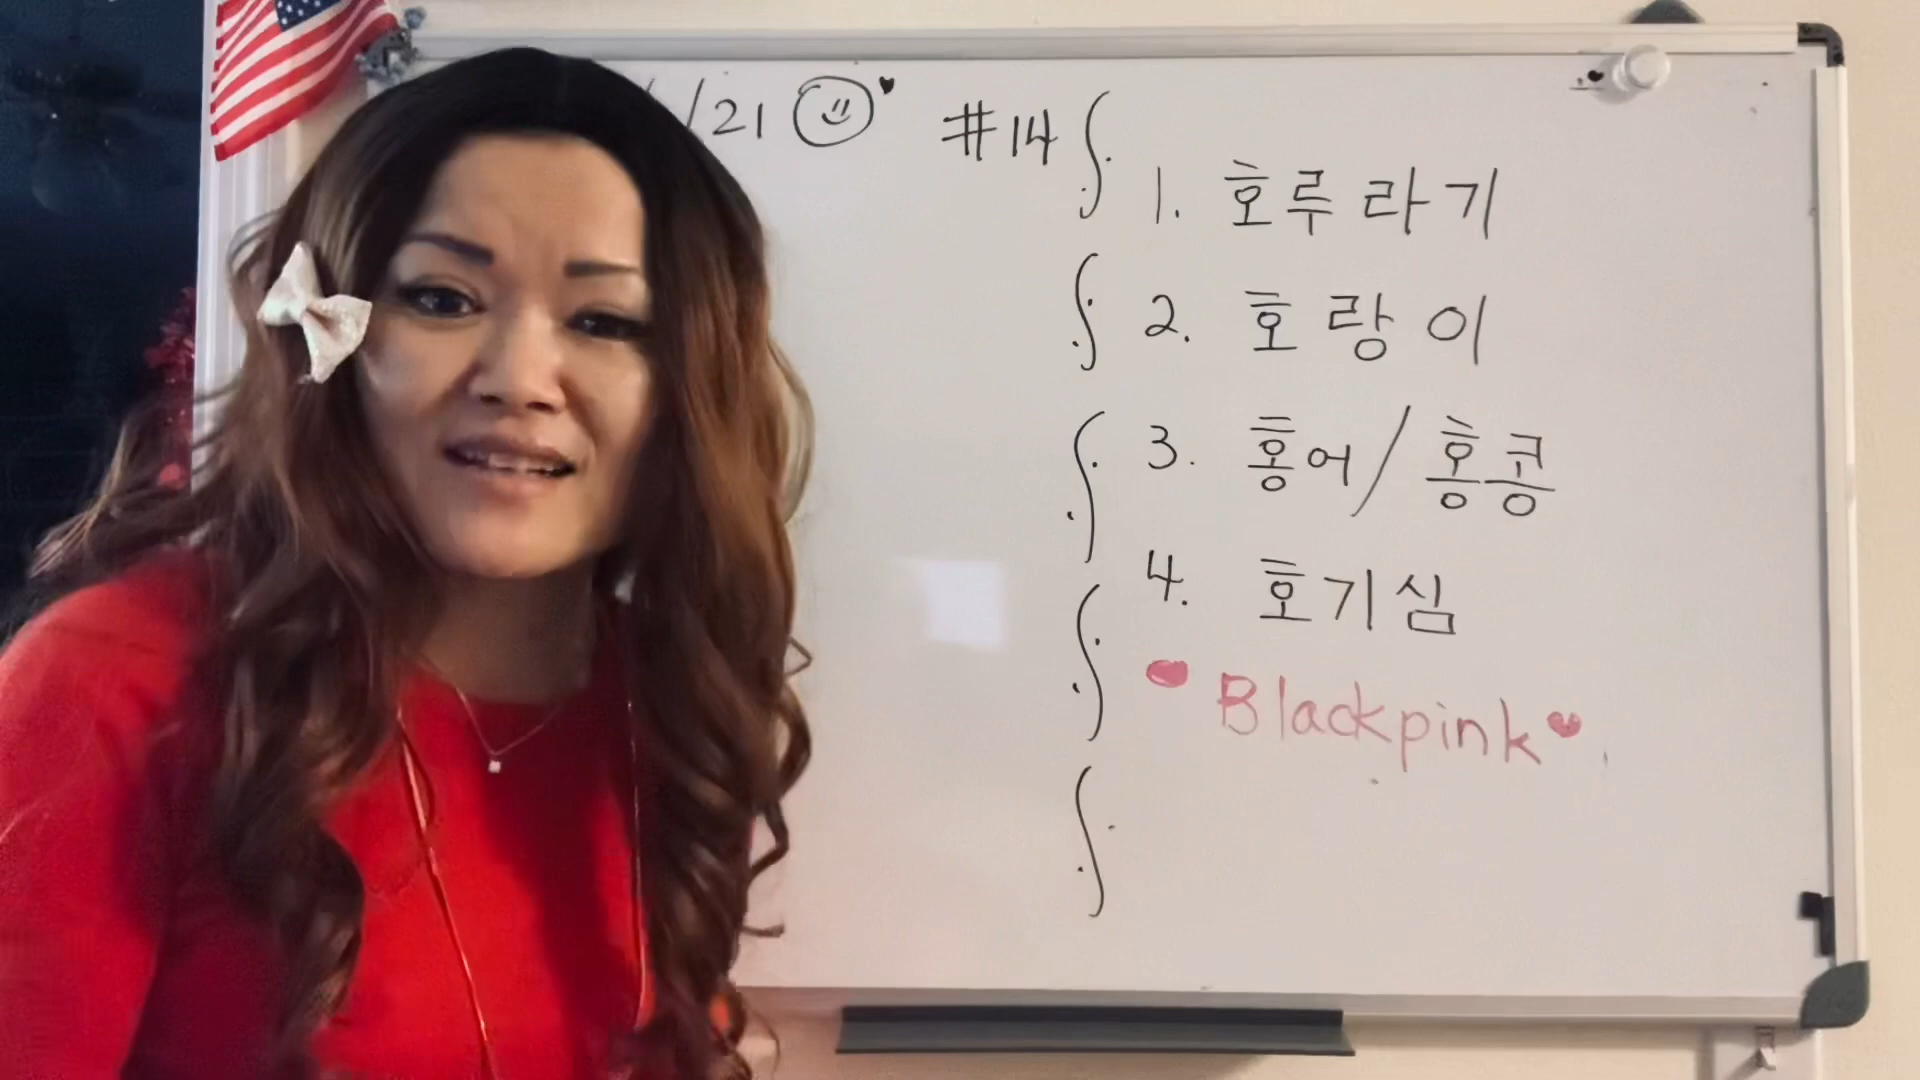 /21 #14
1. 호루라기
2. 호랑이
3. 홍어/홍콩
4. 호기심
Blackpink